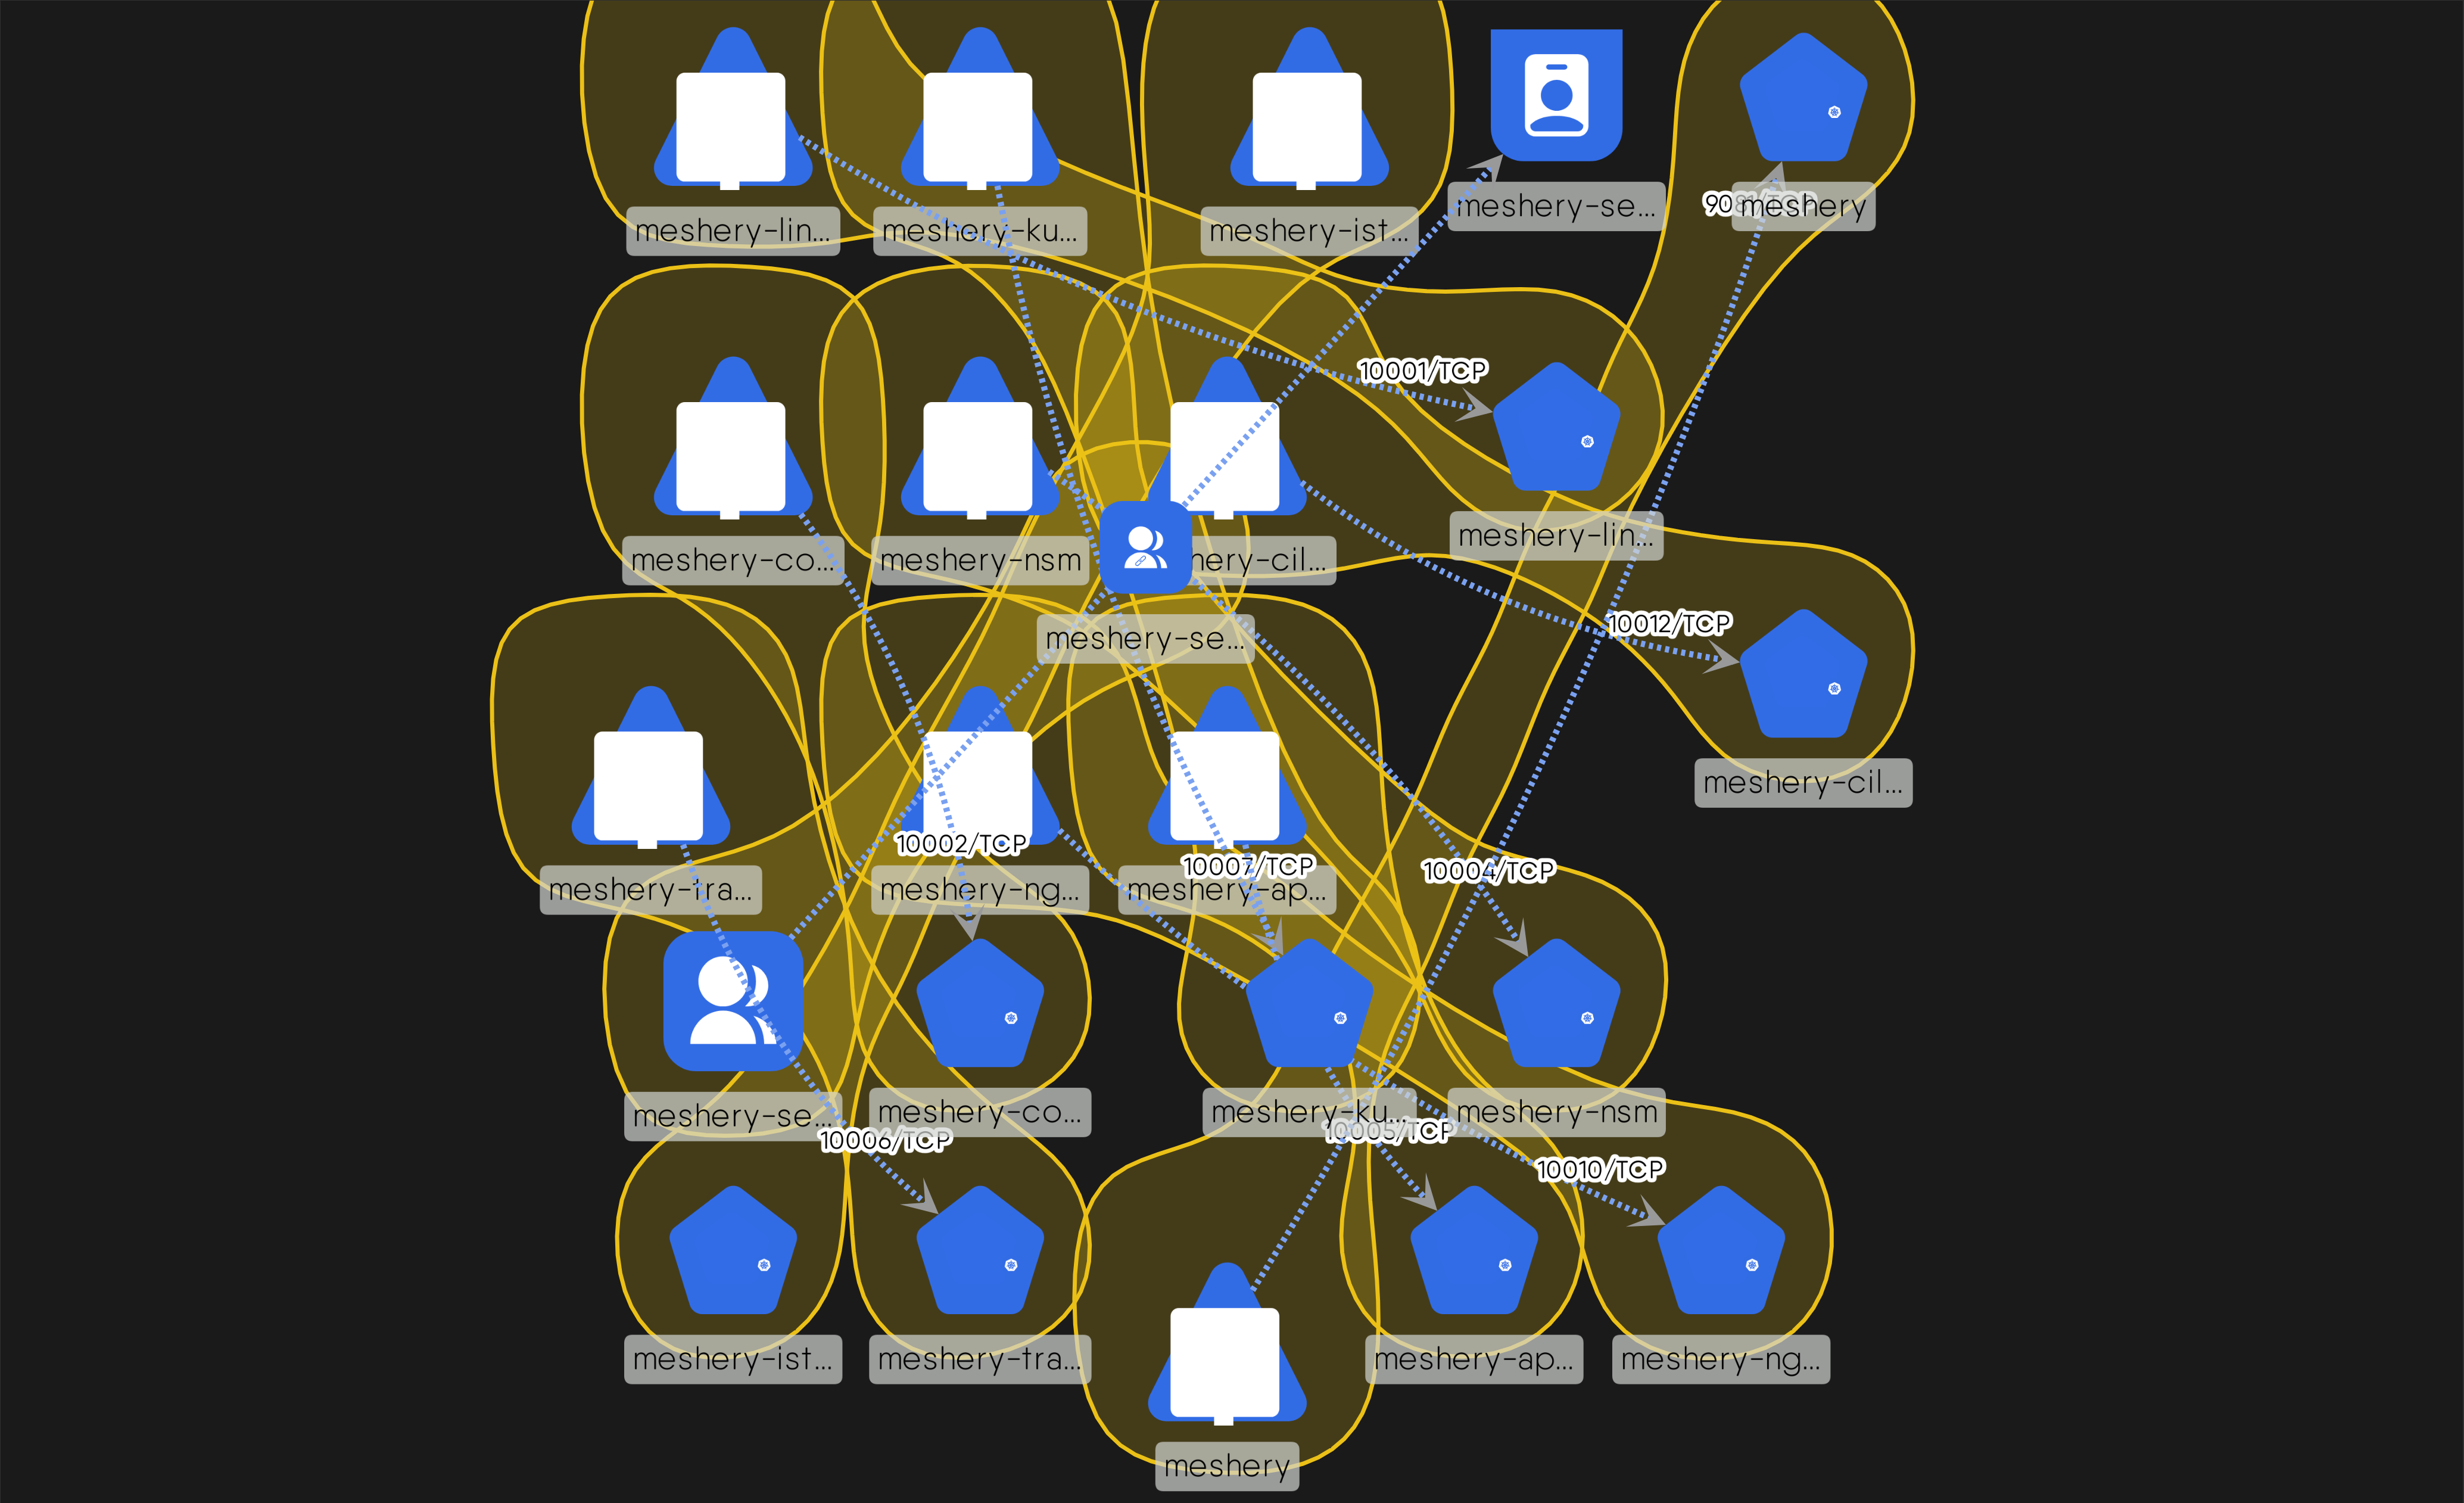 meshery-lin...
meshery-ku...
meshery-ist...
meshery-se...
meshery
10001/TCP
meshery-co...
meshery-nsm
hery-cil...
meshery-lin...
10012/TCP
meshery-se...
meshery-cil...
10002/TCP
10007/TCP
10004/TCP
meshery-tra...
meshery-ng...
meshery-ap...
meshery-se...
meshery-co...
meshery-ku...
meshery-nsm
10006/TCP
10005/TCP
10010/TCP
meshery-ist...
meshery-tra...
meshery-ap...
meshery-ng...
meshery